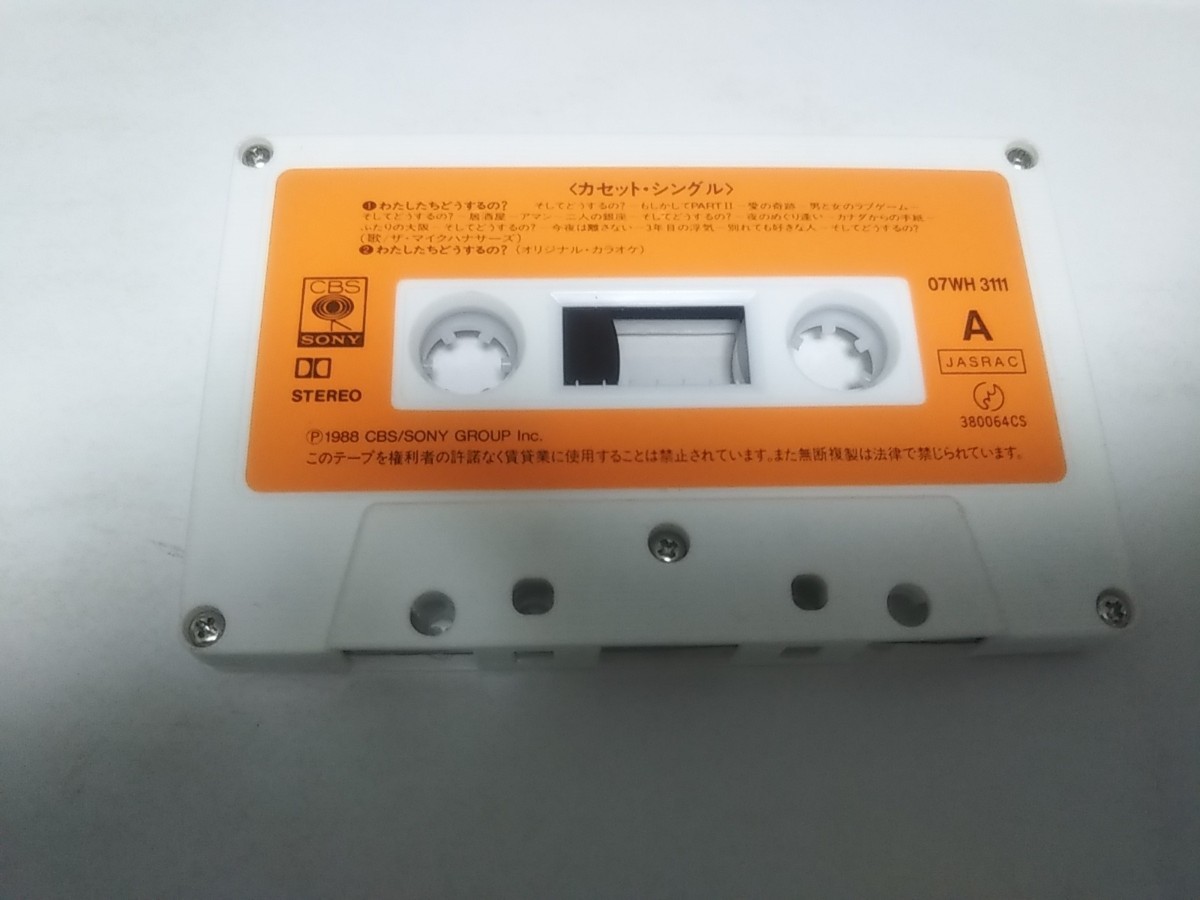 〈カセット・シングル〉
❶わたしたちどうするの? そしてどうするの? もしかしてPARTⅡ－愛の奇跡－男と女のラブゲーム－
そしてどうするの?－居酒屋－アマン－二人の銀座－そしてどうするの?－夜のめぐり逢い－カナダからの手紙－
ふたりの大阪－そしてどうするの?－今夜は離さない－3年目の浮気－別れても好きな人－そしてどうするの?
(歌/ザ・マイクハナサーズ)
❷わたしたちどうするの? (オリジナル・カラオケ)
CBS
SONY
STEREO
07WH 3111
A
JASRAC
380064CS
Ⓟ1988 CBS/SONY GROUP Inc.
このテープを権利者の許諾なく賃貸業に使用することは禁止されています。また無断複製は法律で禁じられています。